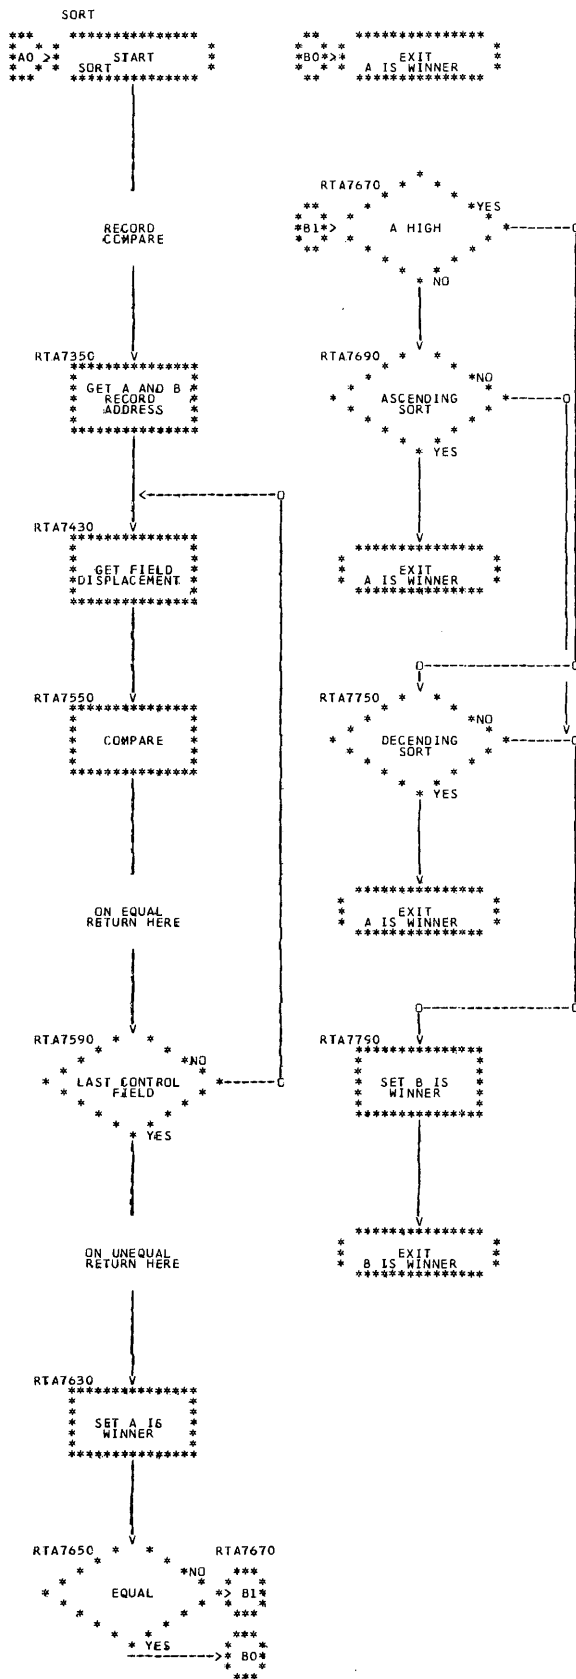 SORT
A0
START
SORT
RECORD
COMPARE
RTA7350
GET A AND B
RECORD
ADDRESS
RTA7430
GET FIELD
DISPLACEMENT
RTA7550
COMPARE
ON EQUAL
RETURN HERE
RTA7590
NO
LAST CONTROL
FIELD
YES
ON UNEQUAL
RETURN HERE
RTA7630
SET A IS
WINNER
RTA7650
RTA7670
NO
EQUAL
B1
YES
B0
B0
EXIT
A IS WINNER
RTA7670
YES
B1
A HIGH
NO
RTA7690
NO
ASCENDING
SORT
YES
EXIT
A IS WINNER
RTA7750
NO
DECENDING
SORT
YES
EXIT
A IS WINNER
RTA7790
SET B IS
WINNER
EXIT
B IS WINNER